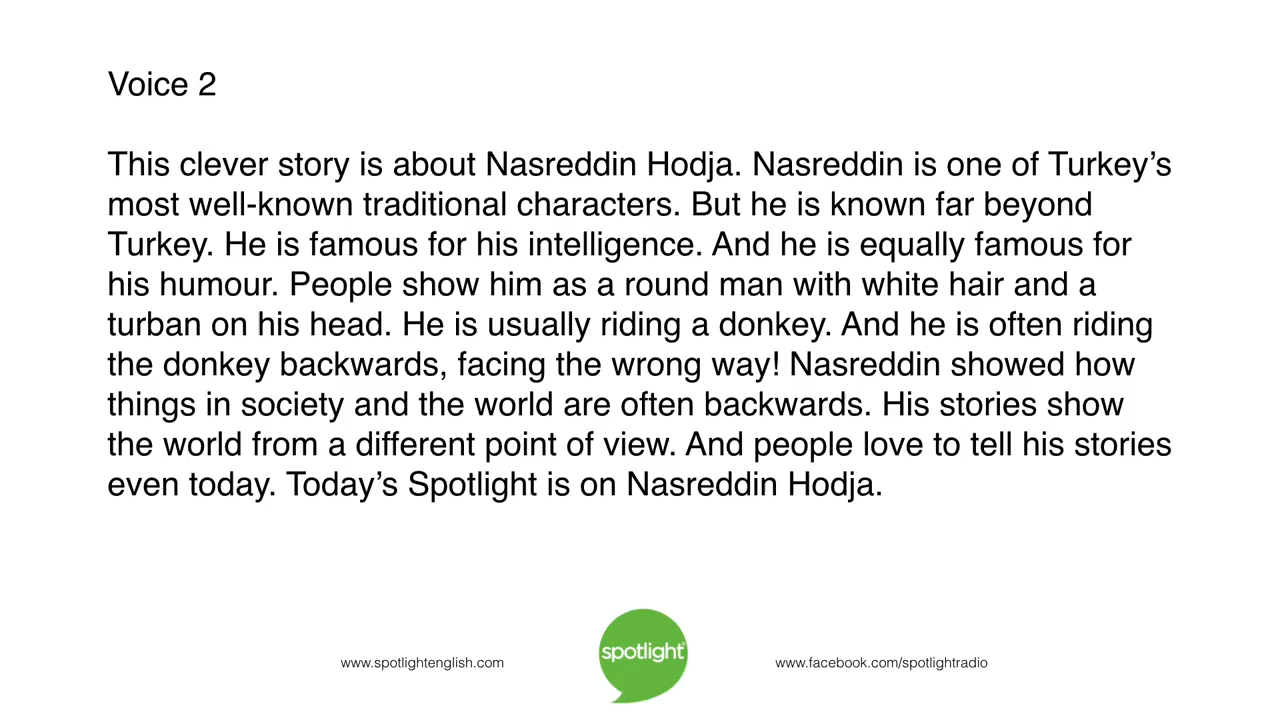 Voice 2
This clever story is about Nasreddin Hodja. Nasreddin is one of Turkey’s
most well-known traditional characters. But he is known far beyond
Turkey. He is famous for his intelligence. And he is equally famous for
his humour. People show him as a round man with white hair and a
turban on his head. He is usually riding a donkey. And he is often riding
the donkey backwards, facing the wrong way! Nasreddin showed how
things in society and the world are often backwards. His stories show
the world from a different point of view. And people love to tell his stories
even today. Today’s Spotlight is on Nasreddin Hodja.
www.spotlightenglish.com
spotlight®
www.facebook.com/spotlightradio